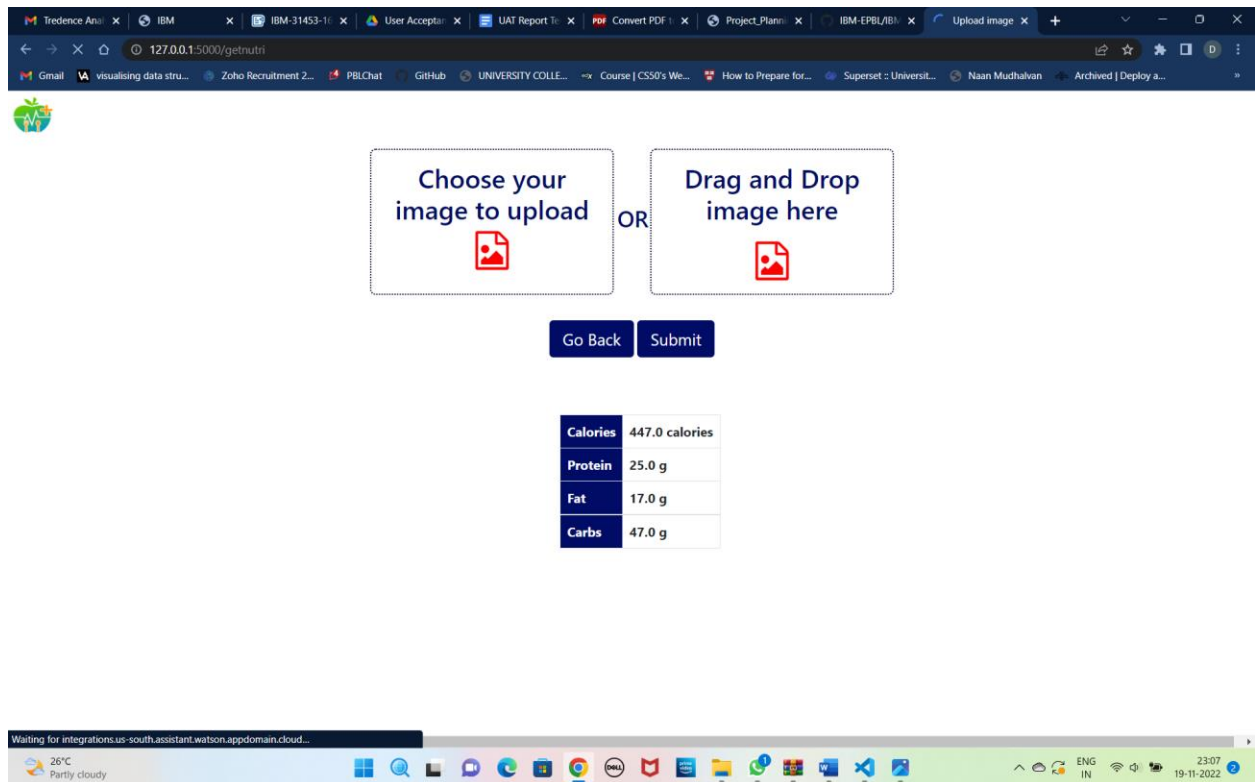 Tredence Anal
IBM
IBM-31453-16
User Acceptan
UAT Report Te
Convert PDF t
Project_Planni
IBM-EPBL/IBM
Upload image
127.0.0.1:5000/getnutri
Gmail
visualising data stru...
Zoho Recruitment 2...
PBLChat
GitHub
UNIVERSITY COLLE...
Course | CS50's We...
How to Prepare for...
Superset :: Universit...
Naan Mudhalvan
Archived | Deploy a...
Choose your
image to upload
OR
Drag and Drop
image here
Go Back
Submit
Calories 447.0 calories
Protein 25.0 g
Fat 17.0 g
Carbs 47.0 g
Waiting for integrations.us-south.assistant.watson.appdomain.cloud...
26°C
Partly cloudy
ENG
IN
23:07
19-11-2022
2